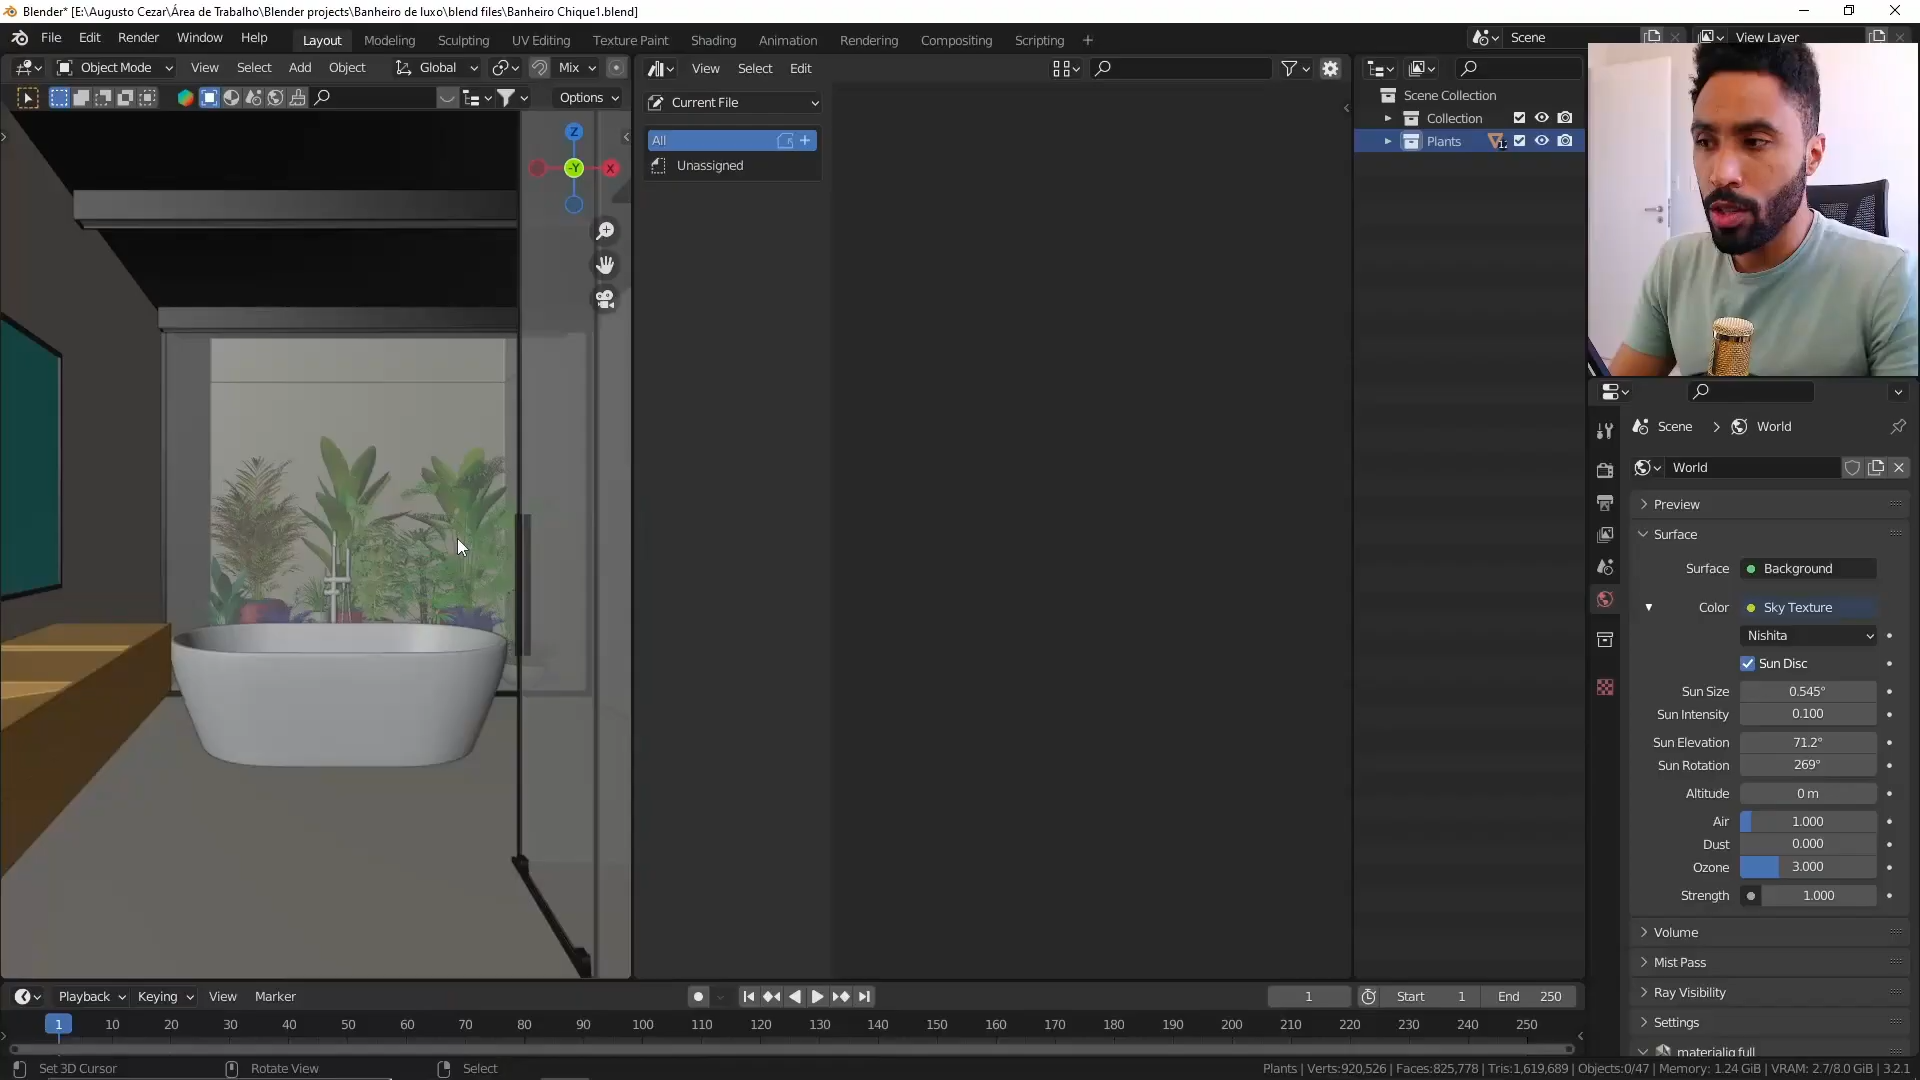 Blender* [E:\Augusto Cezar\Área de Trabalho\Blender projects\Banheiro de luxo\blend files\Banheiro Chique1.blend]
File Edit Render Window Help Layout Modeling Sculpting UV Editing Texture Paint Shading Animation Rendering Compositing Scripting + Scene View Layer
Object Mode View Select Add Object Global Mix View Select Edit
Options
Current File
All
Unassigned
Scene Collection
Collection
Plants
Z
-Y
X
Scene > World
World
Preview
Surface
Surface Background
Color Sky Texture
Nishita
Sun Disc
Sun Size 0.545°
Sun Intensity 0.100
Sun Elevation 71.2°
Sun Rotation 269°
Altitude 0 m
Air 1.000
Dust 0.000
Ozone 3.000
Strength 1.000
Volume
Mist Pass
Ray Visibility
Settings
materialiq full
Playback Keying View Marker 1 Start 1 End 250
1 10 20 30 40 50 60 70 80 90 100 110 120 130 140 150 160 170 180 190 200 210 220 230 240 250
Set 3D Cursor Rotate View Select Plants | Verts:920,526 | Faces:825,778 | Tris:1,619,689 | Objects:0/47 | Memory: 1.24 GiB | VRAM: 2.7/8.0 GiB | 3.2.1